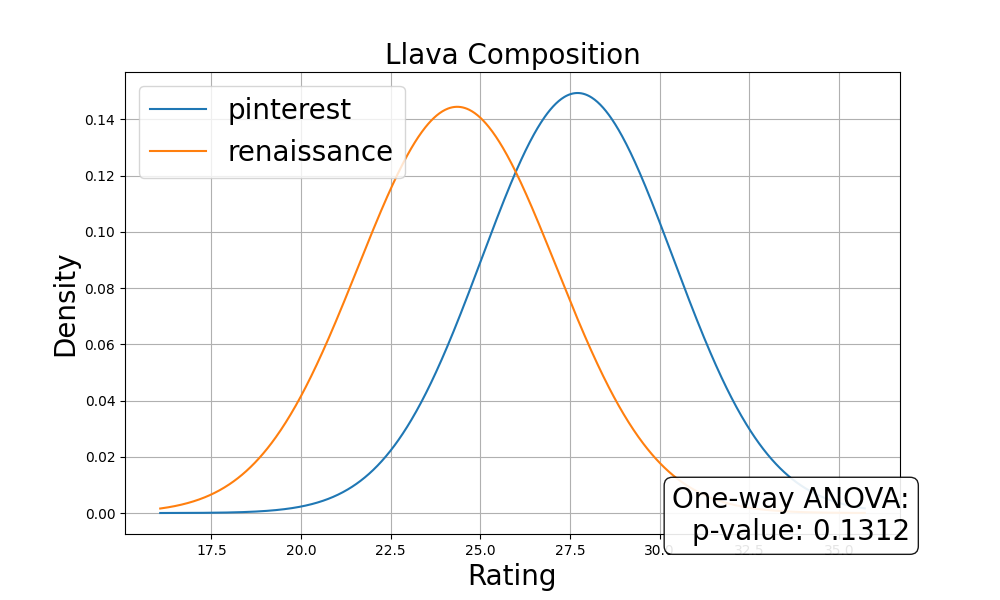 Llava Composition
pinterest
renaissance
Density
0.14
0.12
0.10
0.08
0.06
0.04
0.02
0.00
One-way ANOVA:
p-value: 0.1312
17.5 20.0 22.5 25.0 27.5 30.0 32.5 35.0
Rating